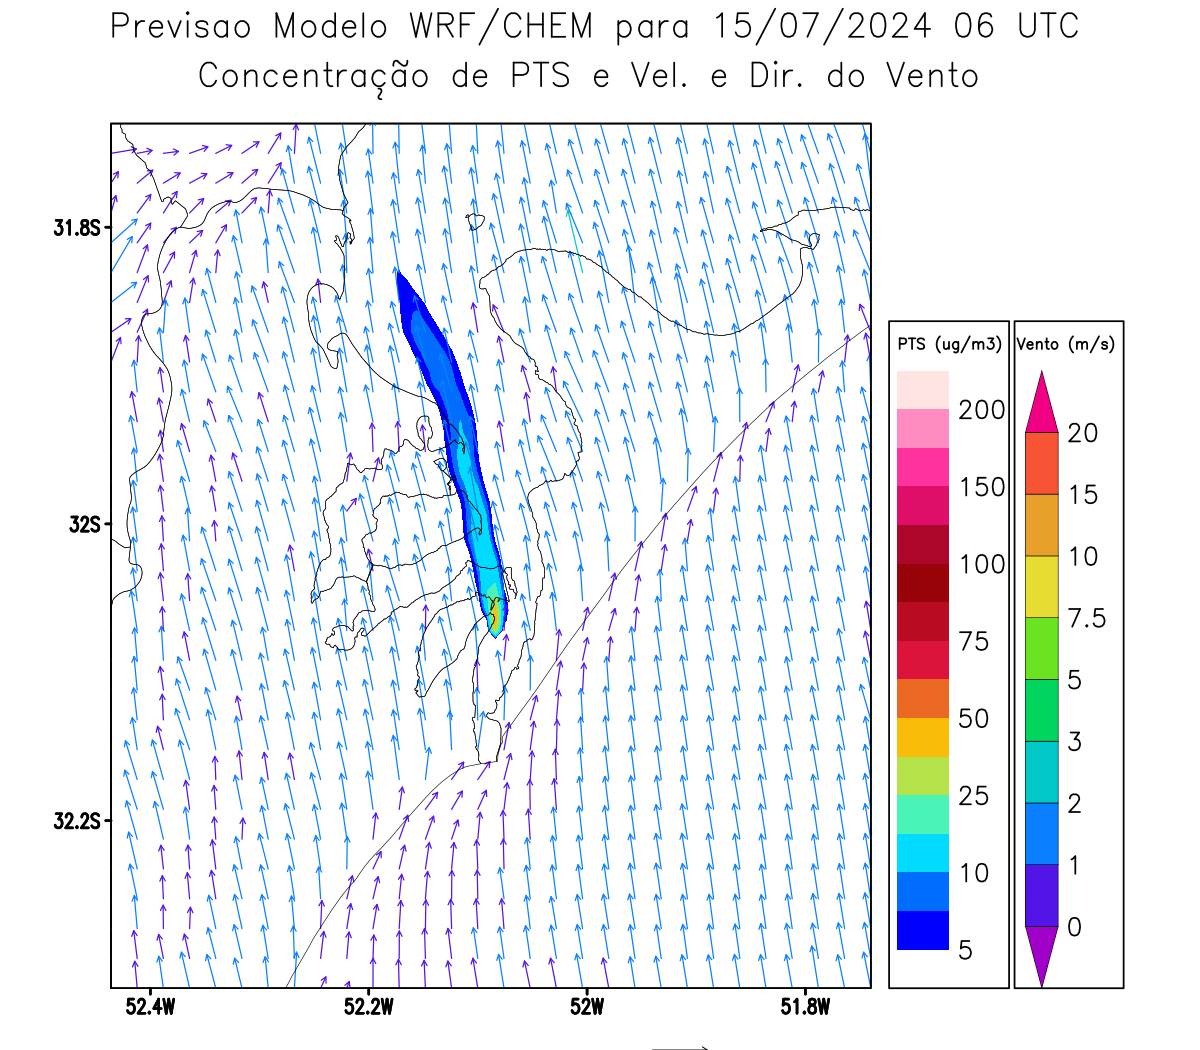 Previsao Modelo WRF/CHEM para 15/07/2024 06 UTC
Concentração de PTS e Vel. e Dir. do Vento
31.8S
32S
32.2S
52.4W
52.2W
52W
51.8W
PTS (ug/m3)
200
150
100
75
50
25
10
5
Vento (m/s)
20
15
10
7.5
5
3
2
1
0